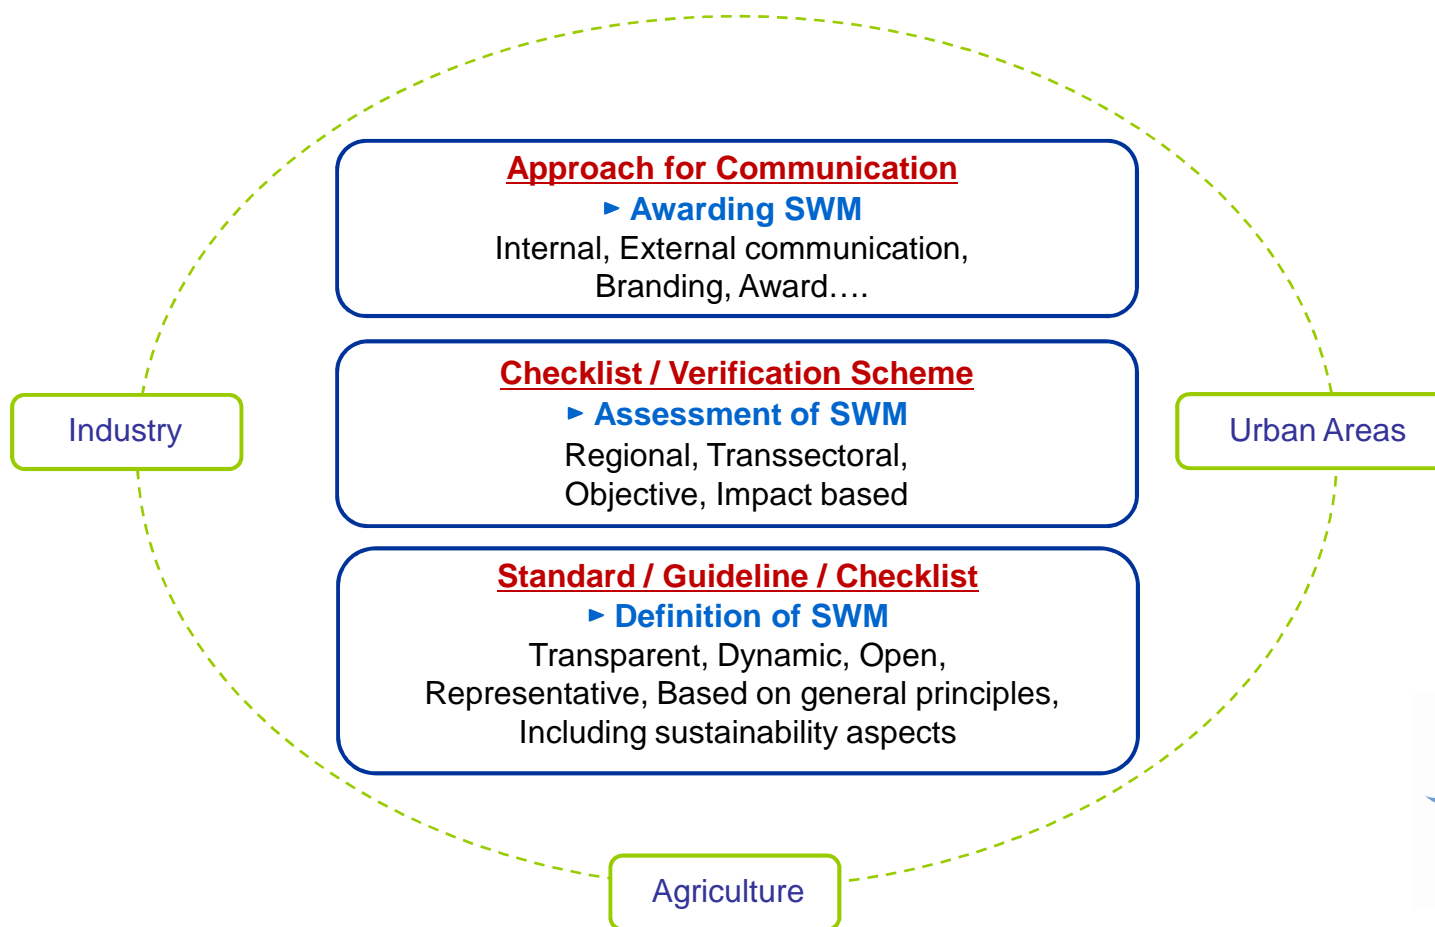 Approach for Communication
► Awarding SWM
Internal, External communication,
Branding, Award....
Checklist / Verification Scheme
► Assessment of SWM
Regional, Transsectoral,
Objective, Impact based
Industry
Urban Areas
Standard / Guideline / Checklist
► Definition of SWM
Transparent, Dynamic, Open,
Representative, Based on general principles,
Including sustainability aspects
Agriculture